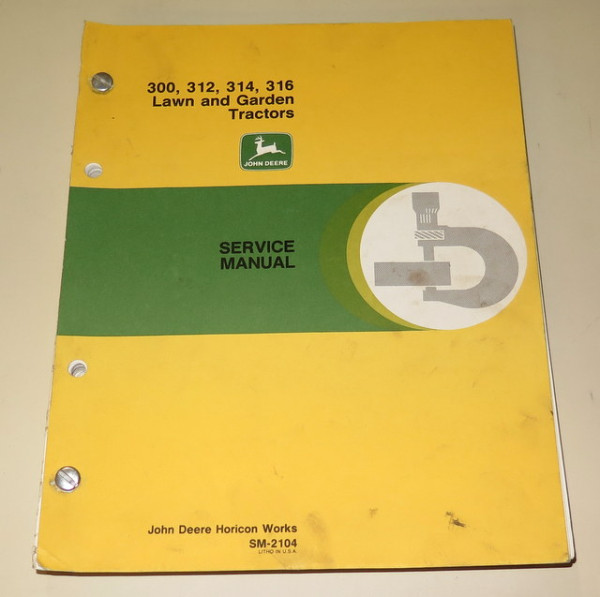 300, 312, 314, 316
Lawn and Garden
Tractors
JOHN DEERE
SERVICE
MANUAL
John Deere Horicon Works
SM-2104
LITHO IN U.S.A.